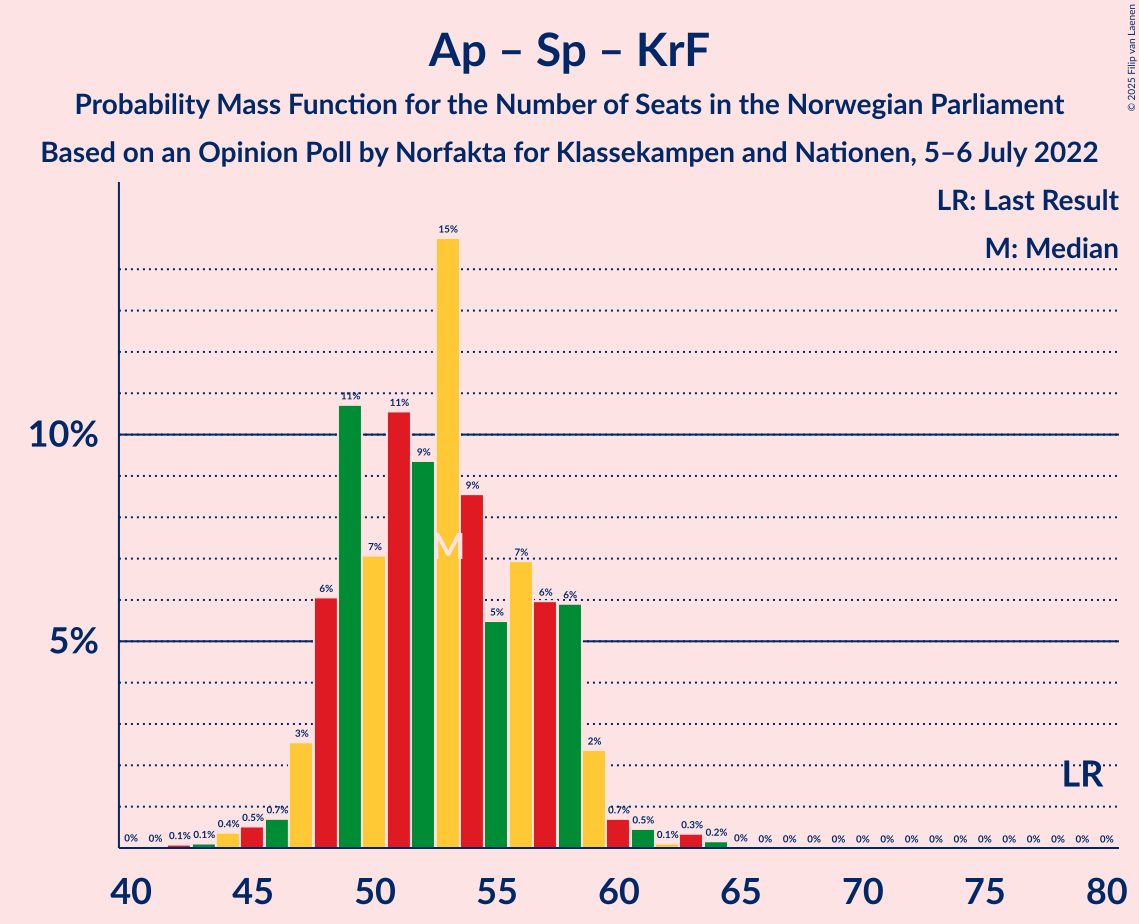 Ap – Sp – KrF
Probability Mass Function for the Number of Seats in the Norwegian Parliament
Based on an Opinion Poll by Norfakta for Klassekampen and Nationen, 5–6 July 2022
© 2025 Filip van Laenen
LR: Last Result
M: Median
10%
5%
0% 0% 0.1% 0.1% 0.4% 0.5% 0.7% 3% 6% 11% 7% 11% 9% 15% 9% 5% 7% 6% 6% 2% 0.7% 0.5% 0.1% 0.3% 0.2% 0% 0% 0% 0% 0% 0% 0% 0% 0% 0% 0% 0% 0% 0% 0% 0%
M
LR
40 45 50 55 60 65 70 75 80